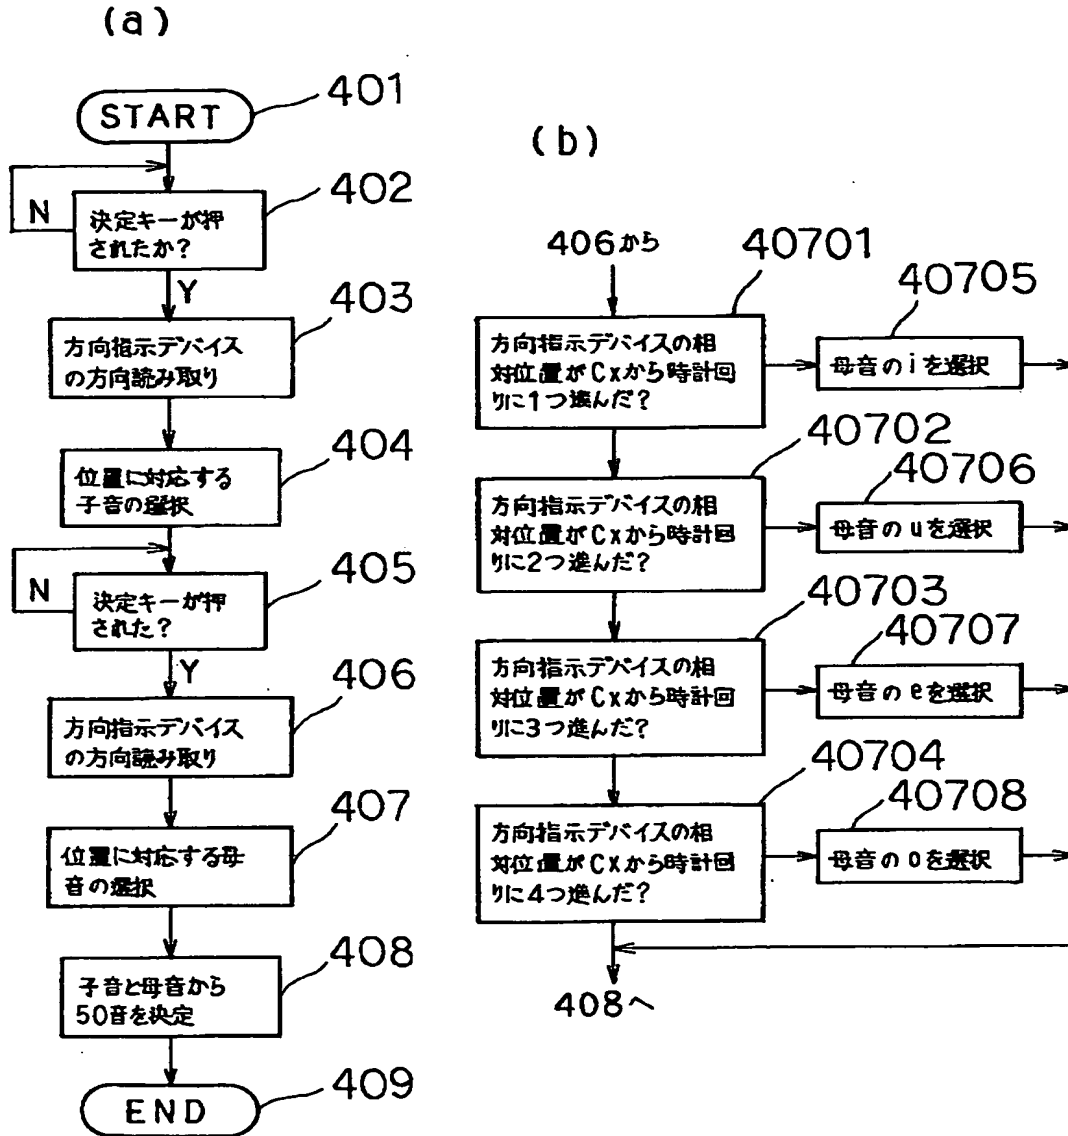 (a)
START
401
402
N
決定キーが押
されたか?
Y
403
方向指示デバイス
の方向読み取り
404
位置に対応する
子音の選択
405
N
決定キーが押
された?
Y
406
方向指示デバイス
の方向読み取り
407
位置に対応する母
音の選択
408
子音と母音から
50音を決定
END
409
(b)
406から
40701
方向指示デバイスの相
対位置がCxから時計回
りに1つ進んだ?
40705
母音のiを選択
40702
方向指示デバイスの相
対位置がCxから時計回
りに2つ進んだ?
40706
母音のuを選択
40703
方向指示デバイスの相
対位置がCxから時計回
りに3つ進んだ?
40707
母音のeを選択
40704
方向指示デバイスの相
対位置がCxから時計回
りに4つ進んだ?
40708
母音のoを選択
408へ